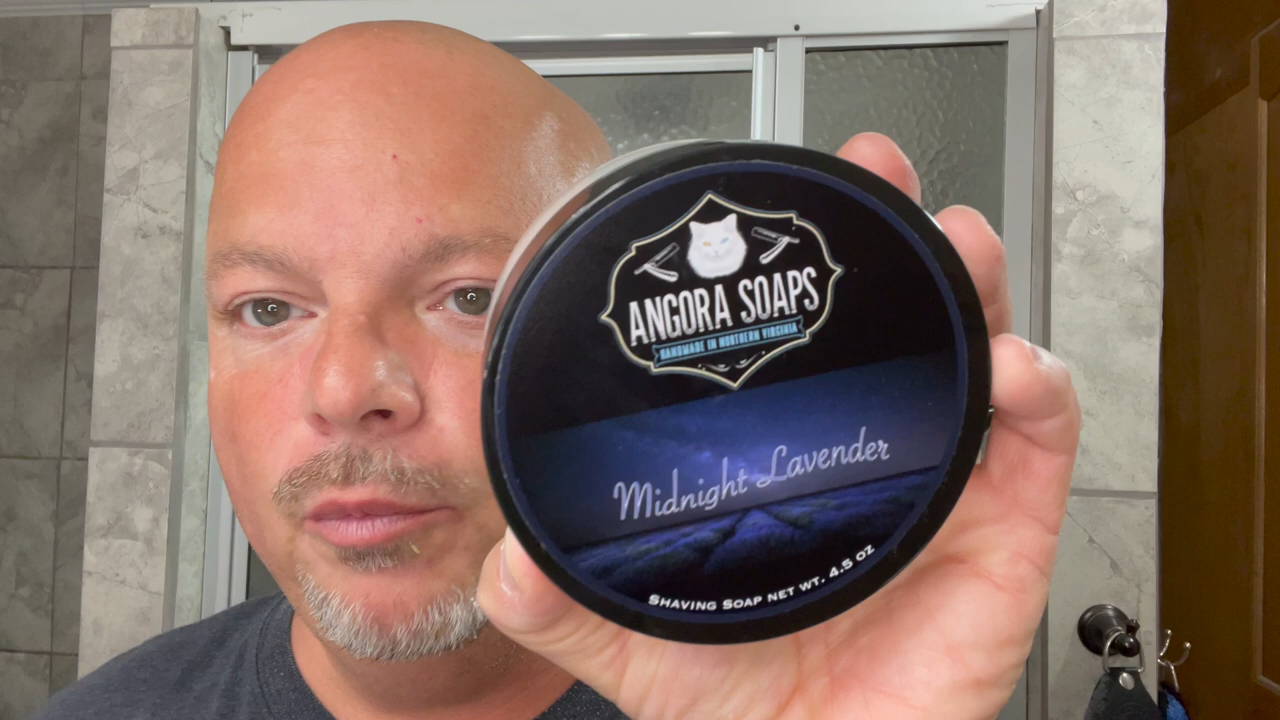 ANGORA SOAPS
HANDMADE IN NORTHERN VIRGINIA
Midnight Lavender
SHAVING SOAP NET WT. 4.5 OZ